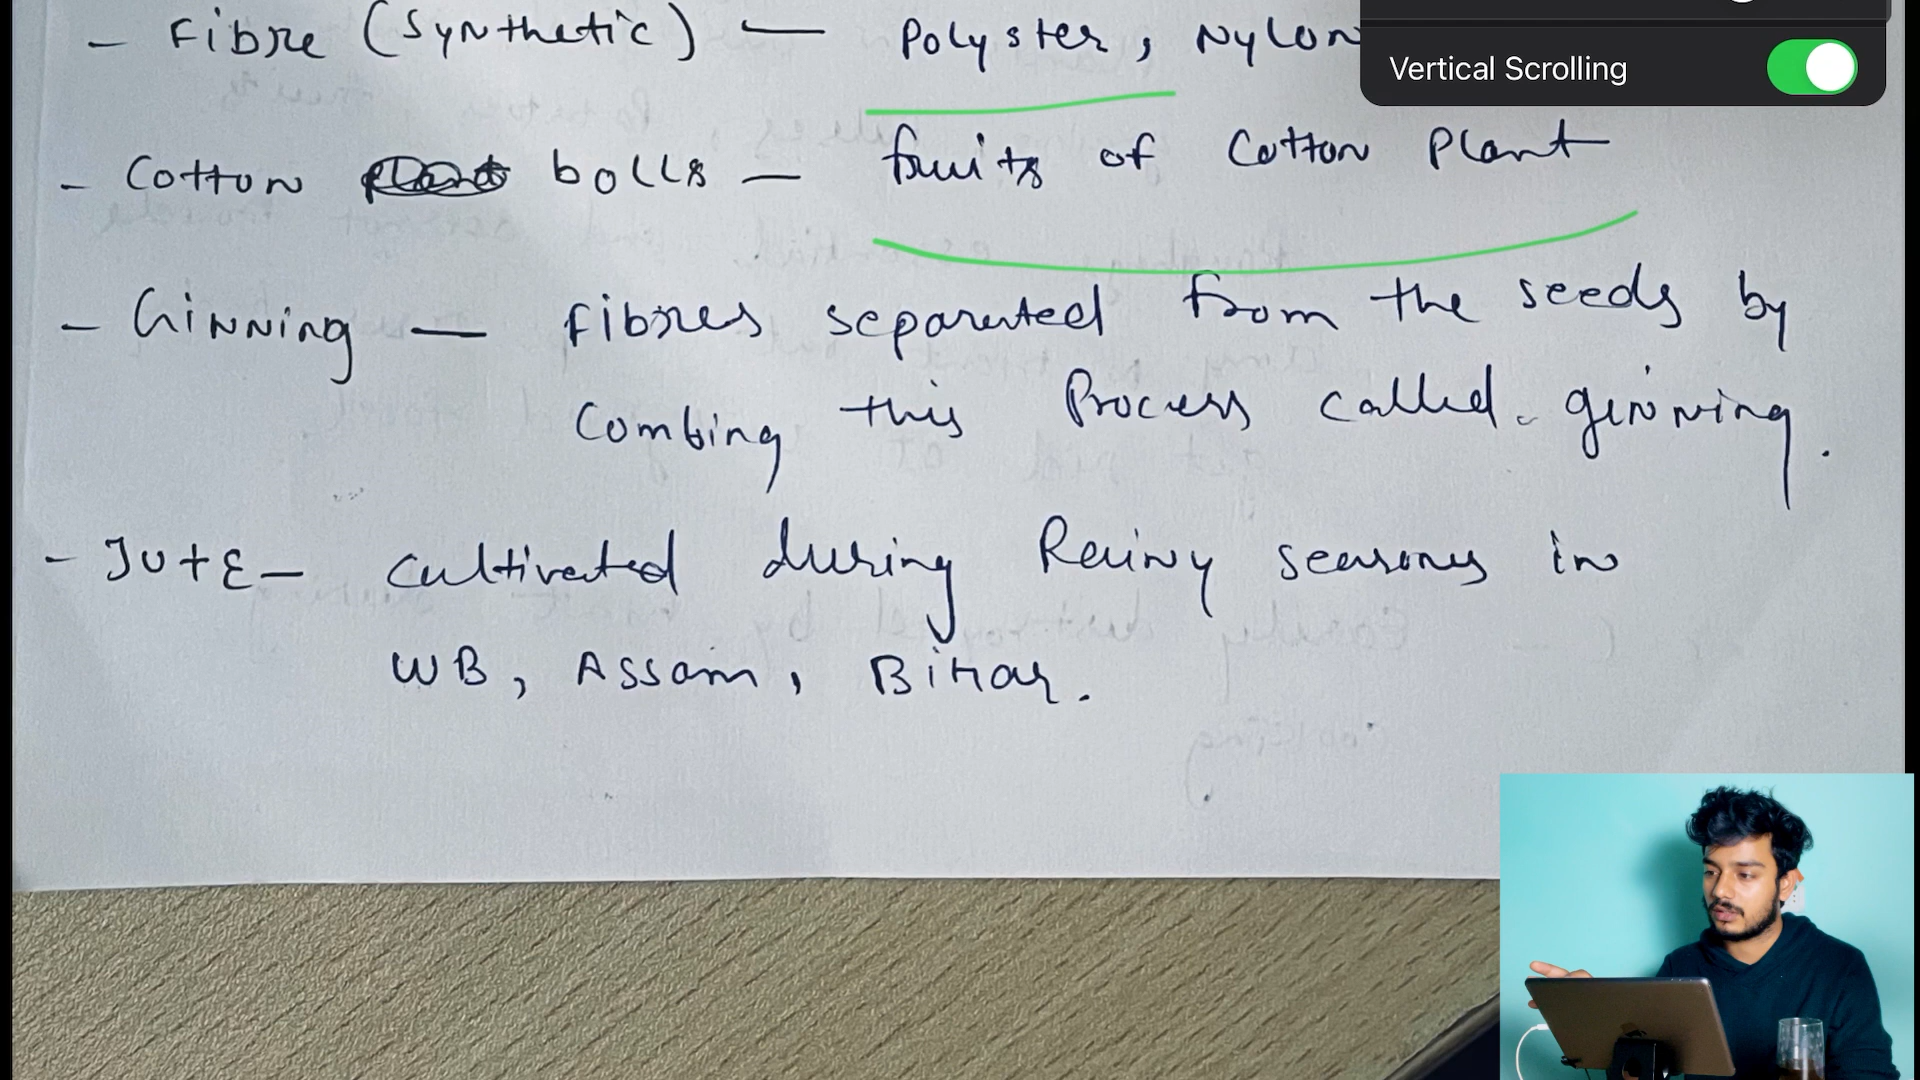 - Fibre (Synthetic) — Polyster, Nylon
Vertical Scrolling
- Cotton bolls — fruits of Cotton Plant
- Ginning — Fibres separated from the seeds by
Combing this Process called ginning.
- JUTE — cultivated during Rainy seasons in
WB, Assam, Bihar.